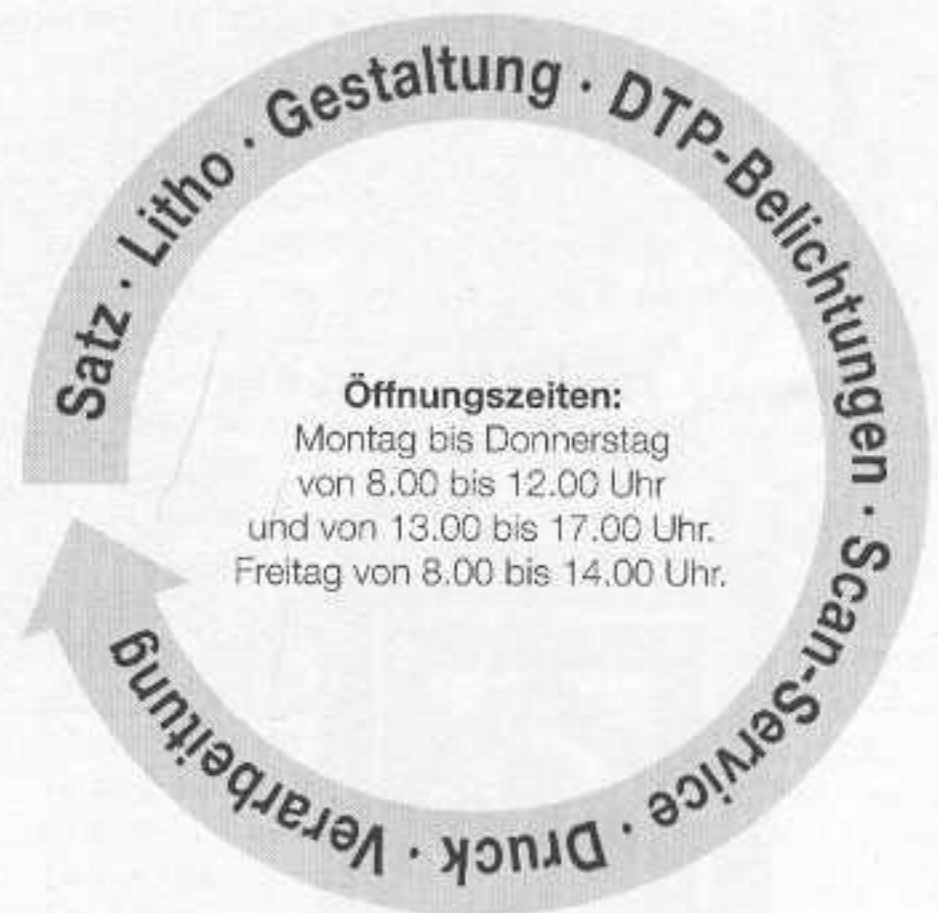 Satz · Litho · Gestaltung · DTP-Belichtungen · Scan-Service · Druck · Verarbeitung
Öffnungszeiten:
Montag bis Donnerstag
von 8.00 bis 12.00 Uhr
und von 13.00 bis 17.00 Uhr.
Freitag von 8.00 bis 14.00 Uhr.